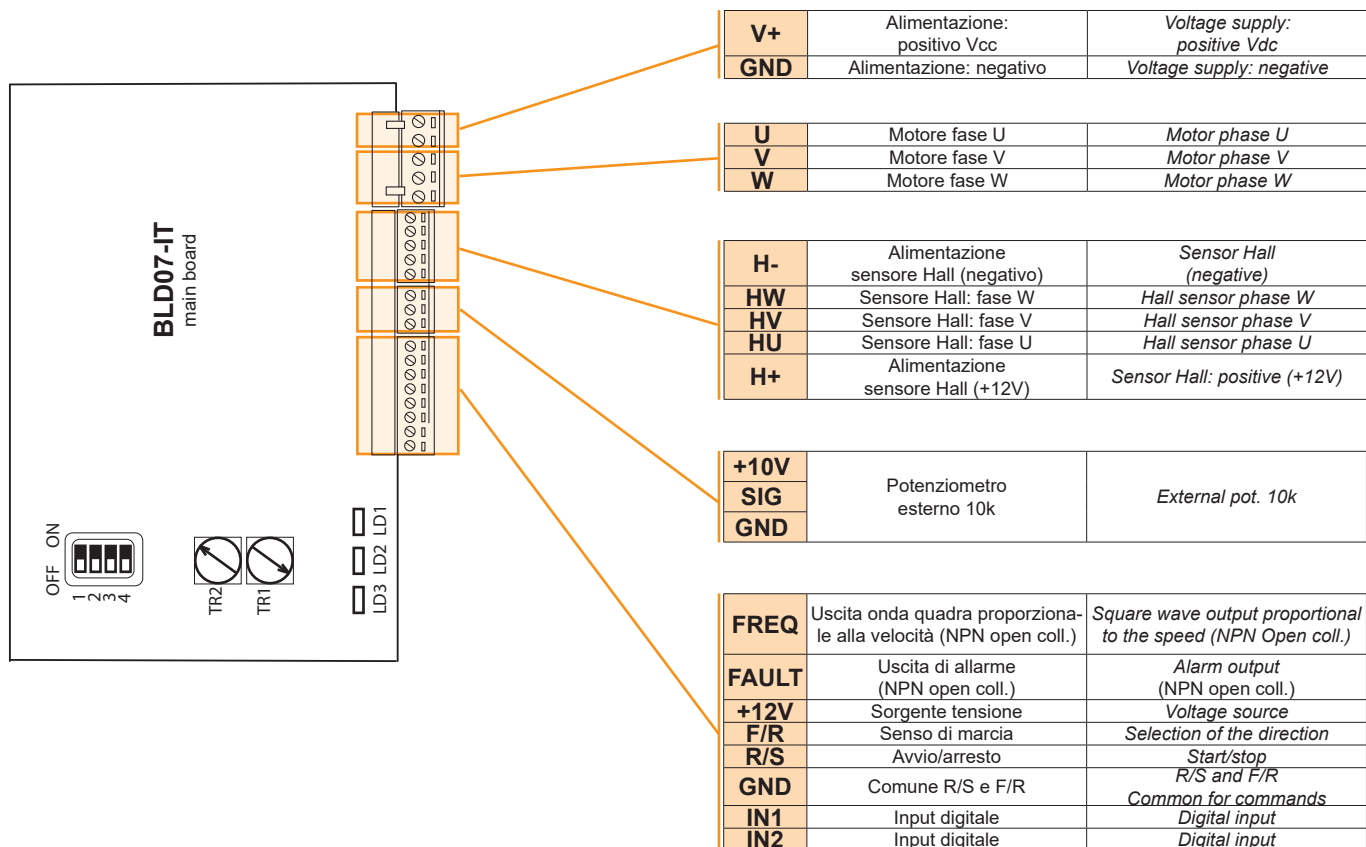 V+ Alimentazione: Voltage supply:
positivo Vcc positive Vdc
GND Alimentazione: negativo Voltage supply: negative
U Motore fase U Motor phase U
V Motore fase V Motor phase V
W Motore fase W Motor phase W
H- Alimentazione Sensor Hall
sensore Hall (negativo) (negative)
HW Sensore Hall: fase W Hall sensor phase W
HV Sensore Hall: fase V Hall sensor phase V
HU Sensore Hall: fase U Hall sensor phase U
H+ Alimentazione Sensor Hall: positive (+12V)
sensore Hall (+12V)
+10V
SIG Potenziometro External pot. 10k
esterno 10k
GND
FREQ Uscita onda quadra proporziona- Square wave output proportional
le alla velocità (NPN open coll.) to the speed (NPN Open coll.)
FAULT Uscita di allarme Alarm output
(NPN open coll.) (NPN open coll.)
+12V Sorgente tensione Voltage source
F/R Senso di marcia Selection of the direction
R/S Avvio/arresto Start/stop
GND Comune R/S e F/R R/S and F/R
Common for commands
IN1 Input digitale Digital input
IN2 Input digitale Digital input
BLD07-IT
main board
OFF ON
1
2
3
4
TR2
TR1
LD1
LD2
LD3